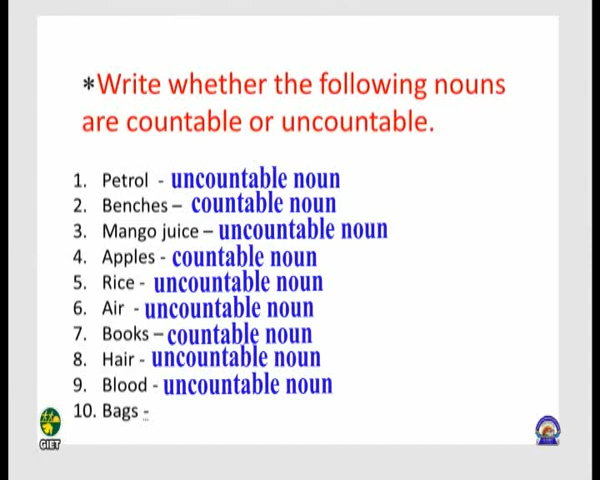 *Write whether the following nouns
are countable or uncountable.
1. Petrol - uncountable noun
2. Benches – countable noun
3. Mango juice – uncountable noun
4. Apples - countable noun
5. Rice - uncountable noun
6. Air - uncountable noun
7. Books – countable noun
8. Hair - uncountable noun
9. Blood - uncountable noun
10. Bags -
GIET